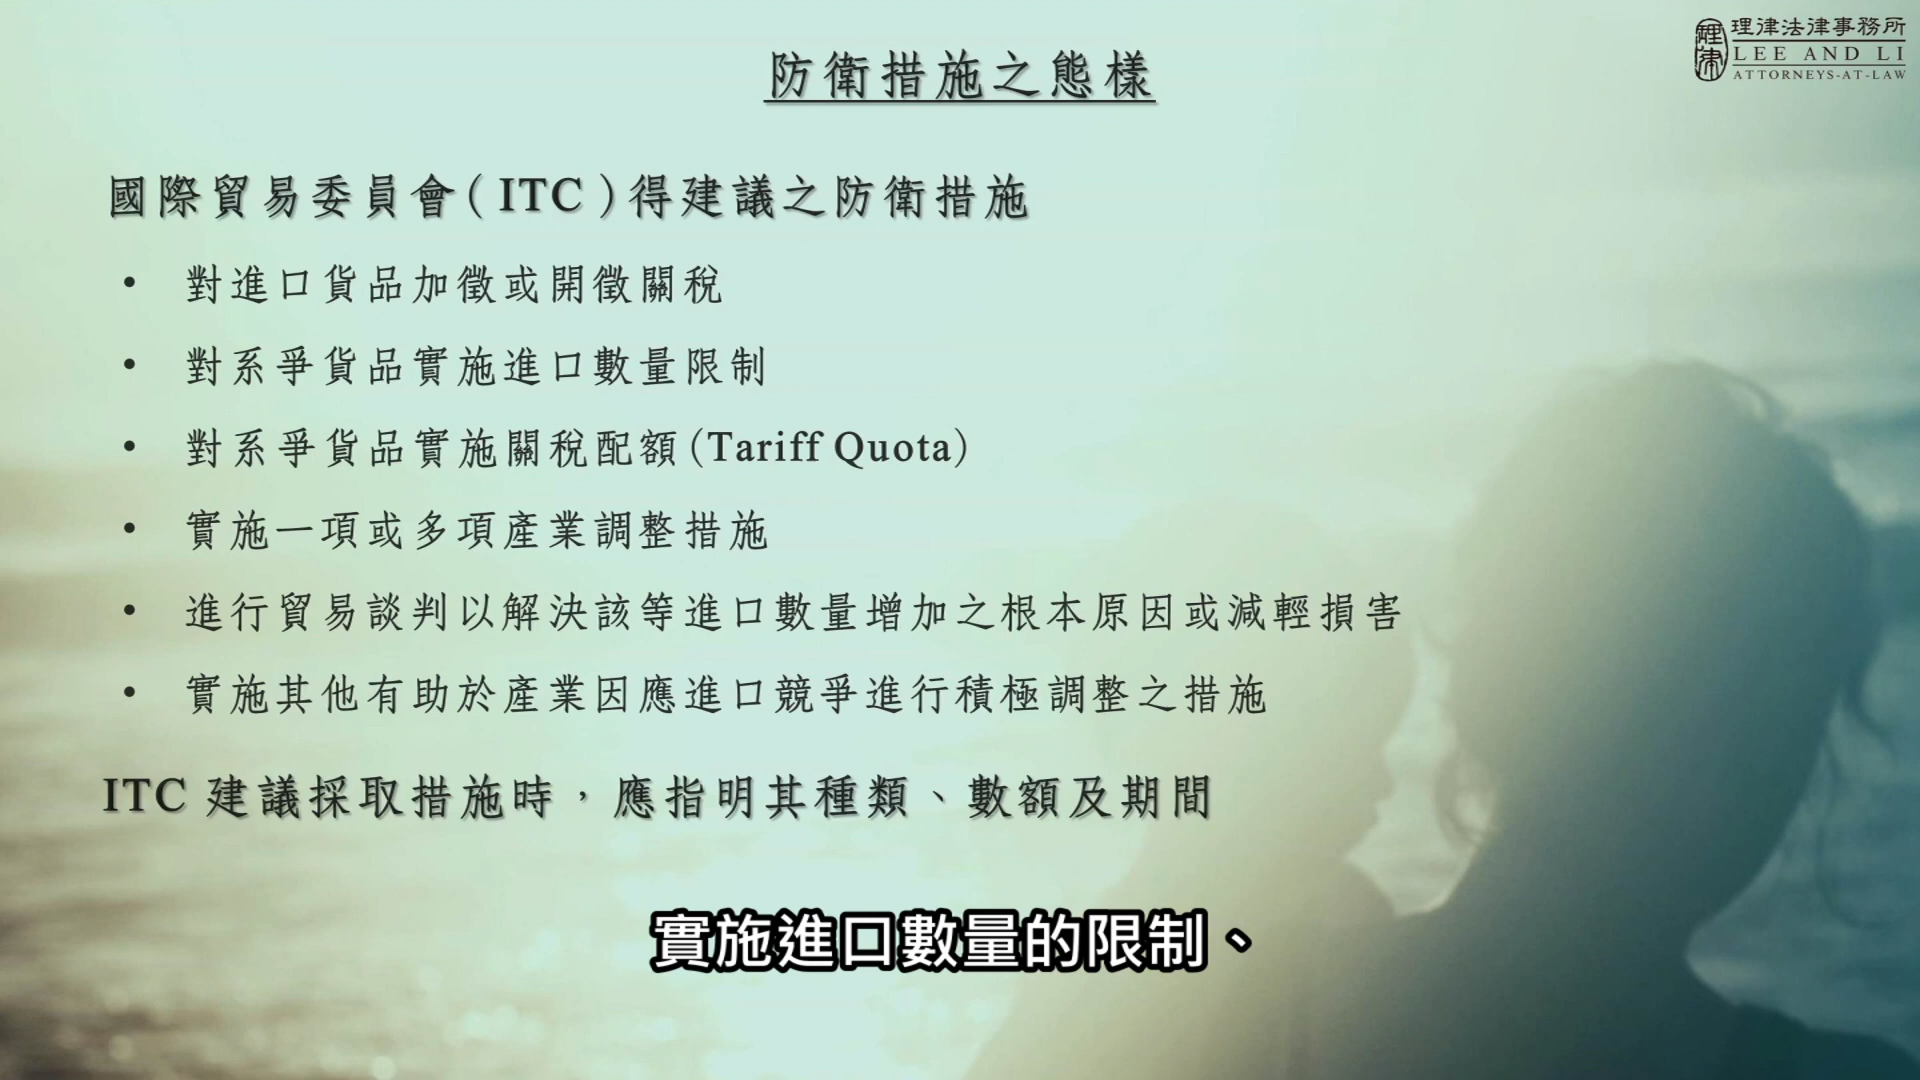 理律
理律法律事務所
LEE AND LI
ATTORNEYS-AT-LAW
防衛措施之態樣
國際貿易委員會( ITC )得建議之防衛措施
• 對進口貨品加徵或開徵關稅
• 對系爭貨品實施進口數量限制
• 對系爭貨品實施關稅配額(Tariff Quota)
• 實施一項或多項產業調整措施
• 進行貿易談判以解決該等進口數量增加之根本原因或減輕損害
• 實施其他有助於產業因應進口競爭進行積極調整之措施
ITC 建議採取措施時，應指明其種類、數額及期間
實施進口數量的限制、